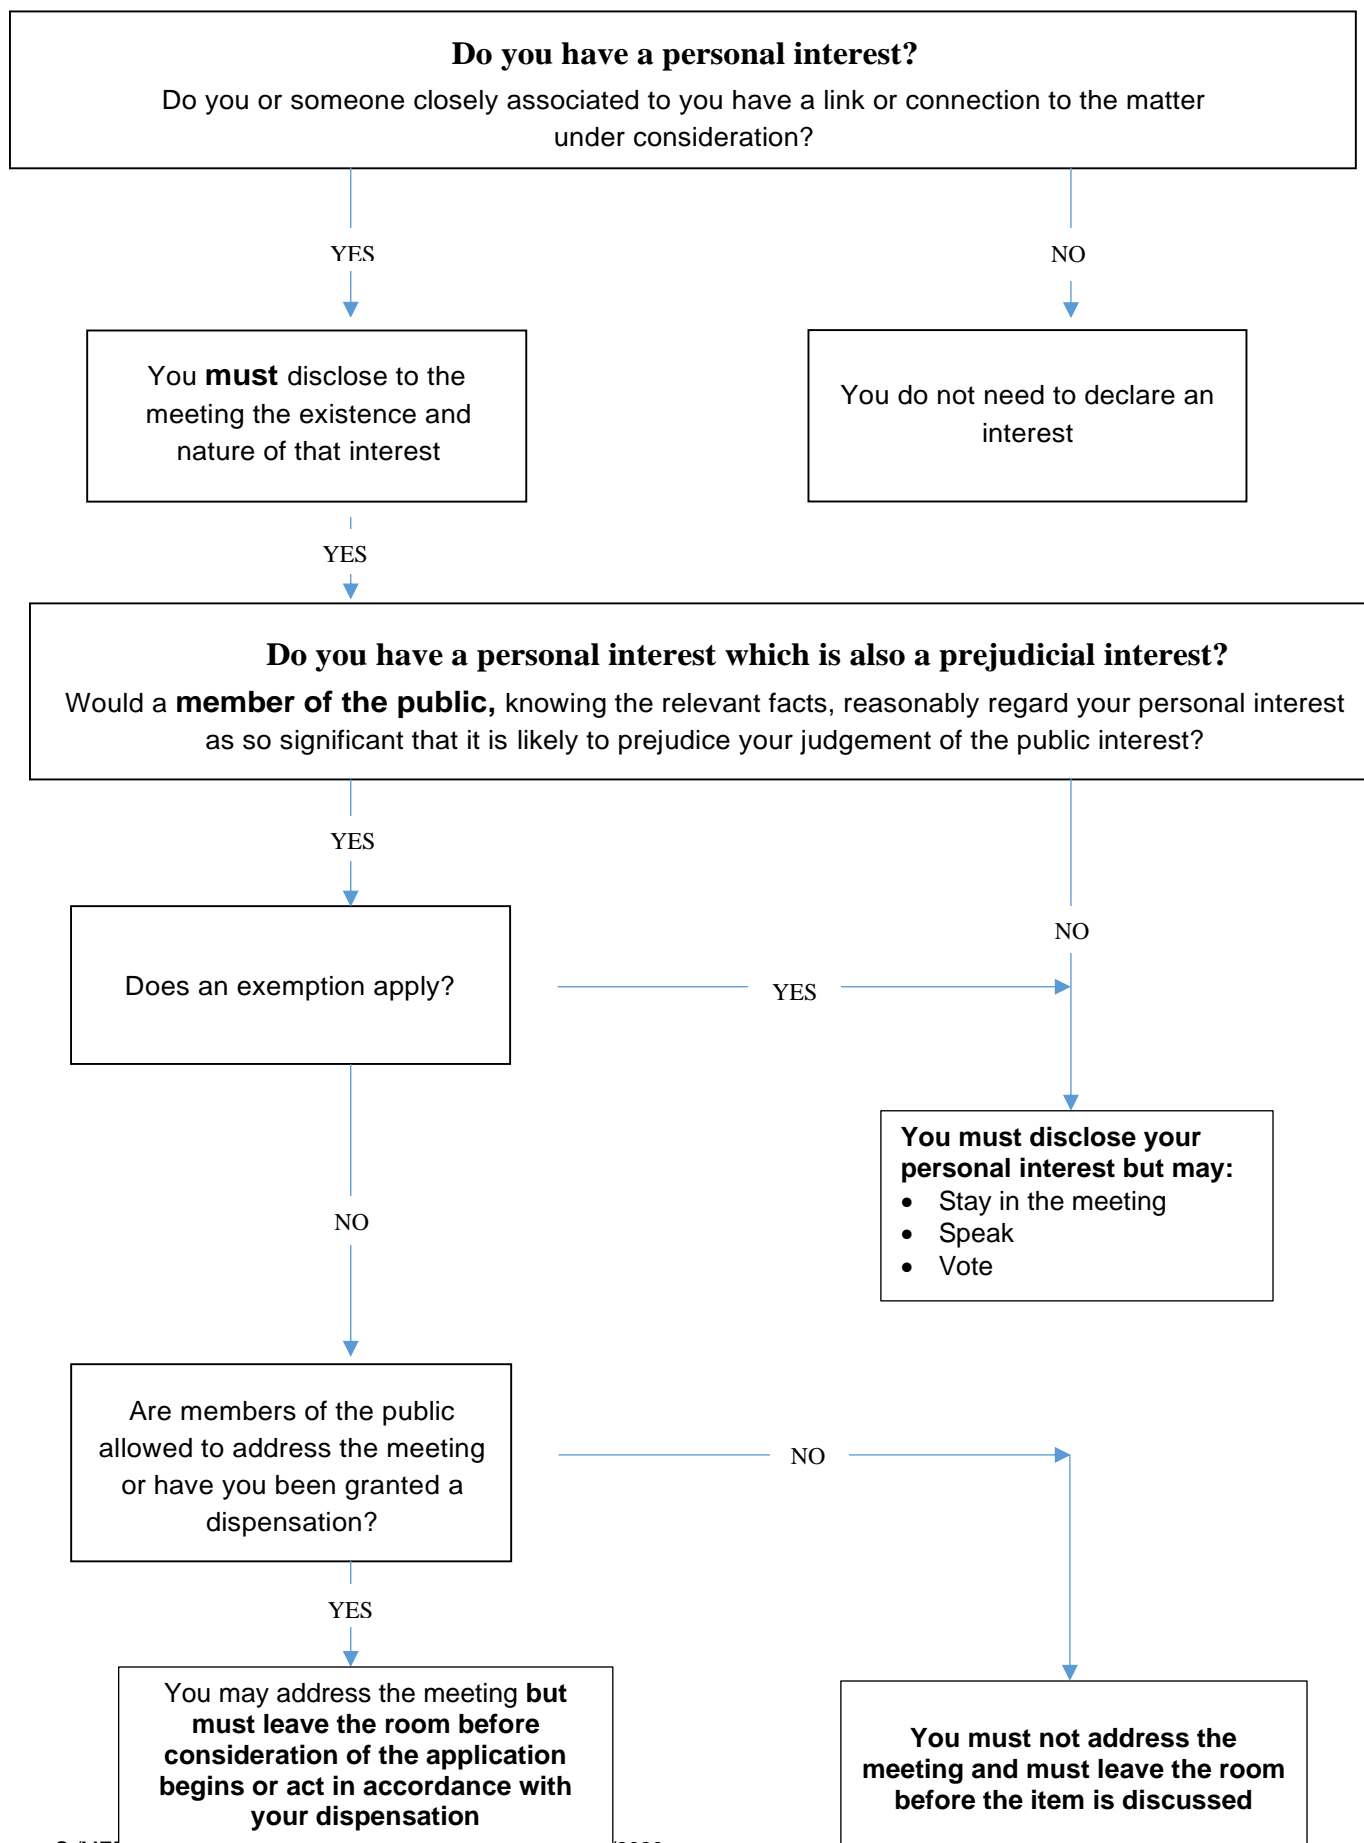 Do you have a personal interest?
Do you or someone closely associated to you have a link or connection to the matter
under consideration?
YES
NO
You must disclose to the
meeting the existence and
nature of that interest
You do not need to declare an
interest
YES
Do you have a personal interest which is also a prejudicial interest?
Would a member of the public, knowing the relevant facts, reasonably regard your personal interest
as so significant that it is likely to prejudice your judgement of the public interest?
YES
NO
Does an exemption apply?
YES
You must disclose your
personal interest but may:
• Stay in the meeting
• Speak
• Vote
NO
Are members of the public
allowed to address the meeting
or have you been granted a
dispensation?
NO
YES
You may address the meeting but
must leave the room before
consideration of the application
begins or act in accordance with
your dispensation
You must not address the
meeting and must leave the room
before the item is discussed